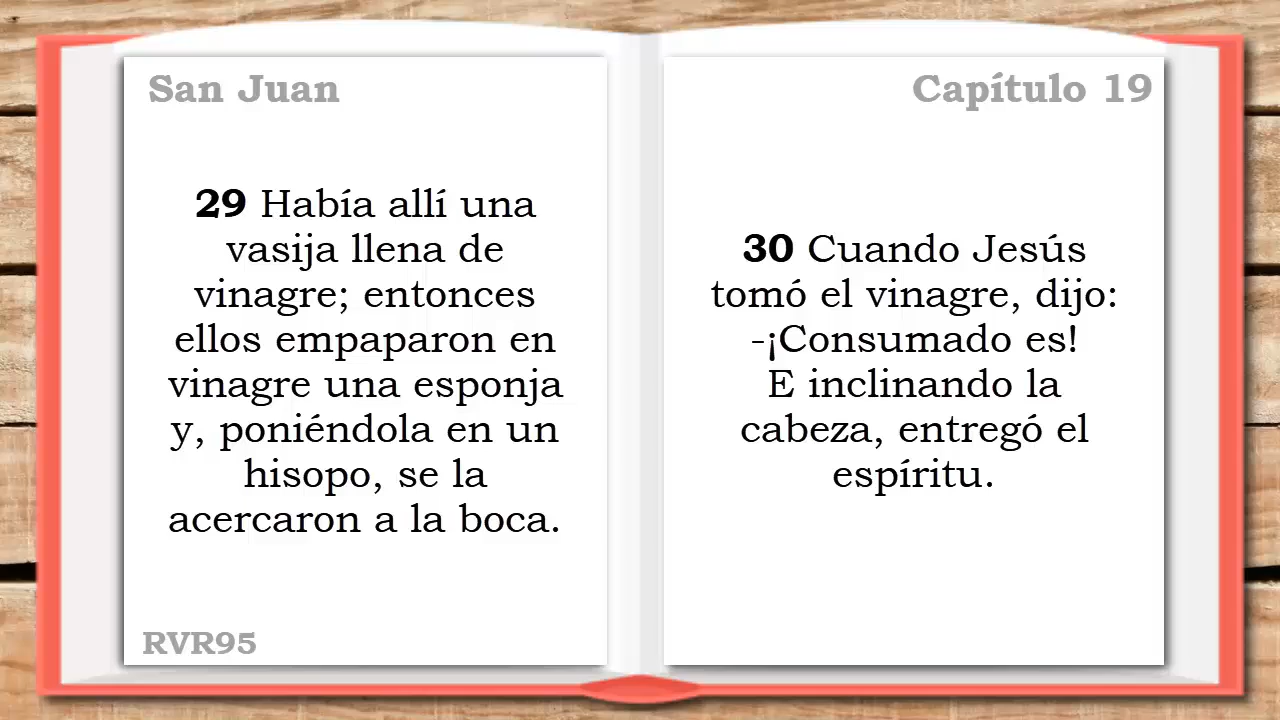 San Juan
29 Había allí una
vasija llena de
vinagre; entonces
ellos empaparon en
vinagre una esponja
y, poniéndola en un
hisopo, se la
acercaron a la boca.
RVR95
Capítulo 19
30 Cuando Jesús
tomó el vinagre, dijo:
-¡Consumado es!
E inclinando la
cabeza, entregó el
espíritu.